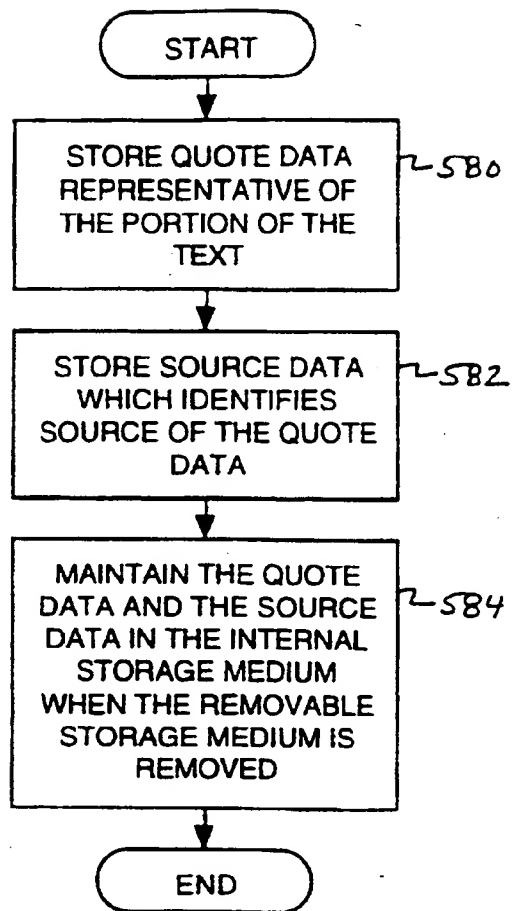 START
STORE QUOTE DATA
REPRESENTATIVE OF
THE PORTION OF THE
TEXT
580
STORE SOURCE DATA
WHICH IDENTIFIES
SOURCE OF THE QUOTE
DATA
582
MAINTAIN THE QUOTE
DATA AND THE SOURCE
DATA IN THE INTERNAL
STORAGE MEDIUM
WHEN THE REMOVABLE
STORAGE MEDIUM IS
REMOVED
584
END